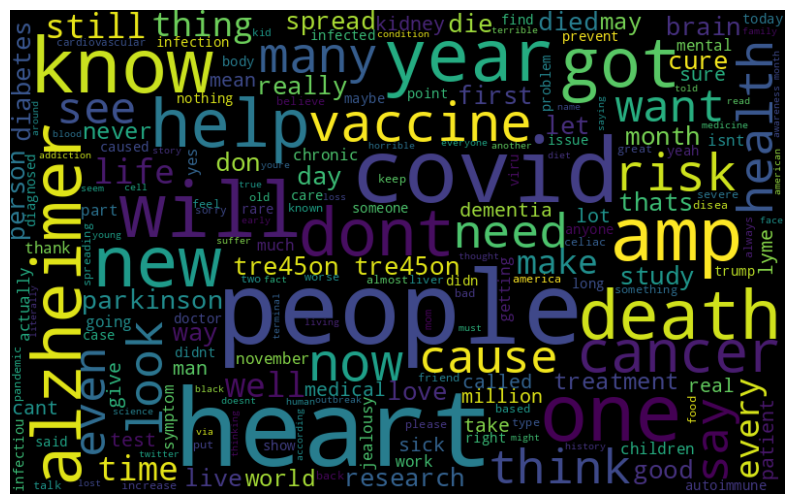 still thing spread kidney die died may brain
kid find today
terrible family
cardiovascular infection infected condition prevent mental cure
know many year got health
body
diabetes see nothing mean really maybe point first problem sure want
believe told read
help vaccine let month issue isnt name saying medicine
around never caused yes don chronic youre everyone another great yeah
blood story diet american awareness month
addiction
person diagnosed life day covid risk
alzheimer will true feel keep viru
seem cell old care someone severe disea face
part sorry rare known loss dementia anyone lot thats
young early need celiac always
thank suffer dont amp lyme
new much thought make study trump
spreading tre45on tre45on didn getting something
actually parkinson two fact almost liver america long
literally going doctor worse bad
way case terminal people death
even look didnt november living now mom must cause cancer
give man well medical friend called treatment real
infectiou pandemic cant black love million based food every
symptom doesnt human outbreak please type
said test science according jealousy sick take right might one say patient
via thinking heart history
twitter put show work children
time live world back research think good autoimmune
talk lost increase